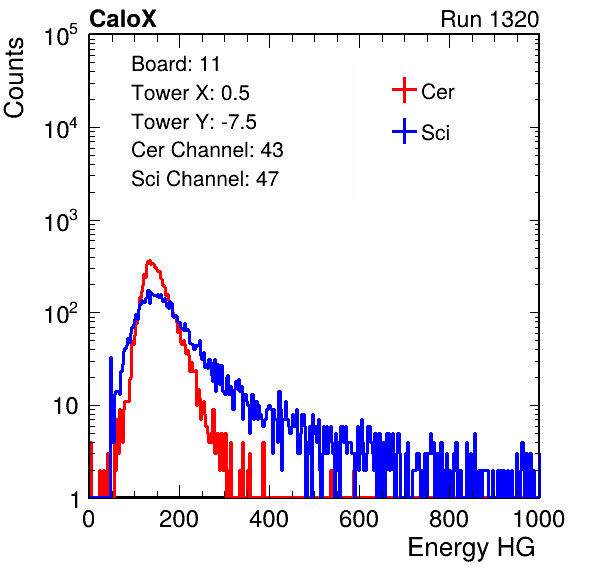 CaloX Run 1320
Counts
10^5
10^4
10^3
10^2
10
1
Board: 11
Tower X: 0.5
Tower Y: -7.5
Cer Channel: 43
Sci Channel: 47
Cer
Sci
0 200 400 600 800 1000
Energy HG